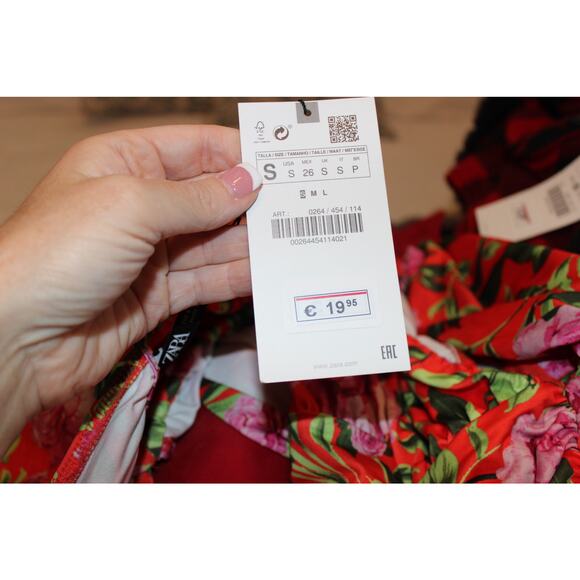 TALLA / SIZE / TAMANHO / TAILLE / MAAT / МЕГЕӨЕ
S USA MEX UK IT BR
S 26 S S P
S M L
ART.: 0264 / 454 / 114
00264454114021
€ 19 95
www.zara.com
EAC
ZARA